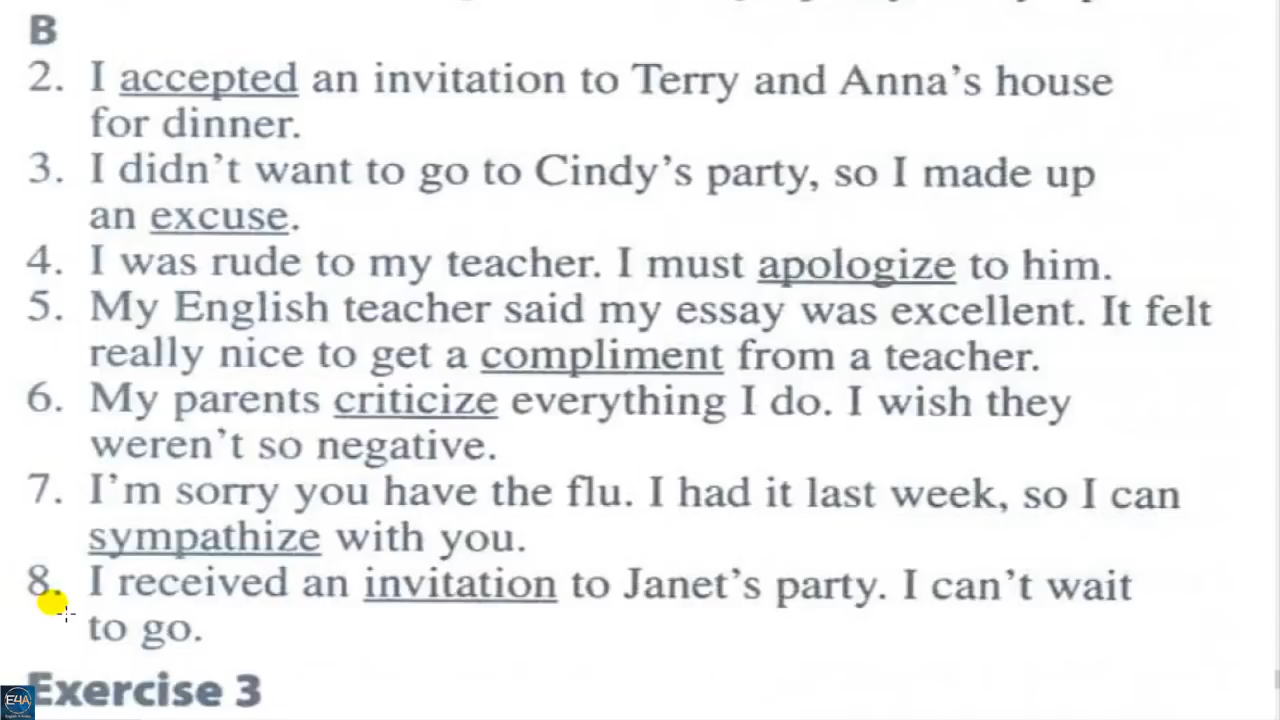 B
2. I accepted an invitation to Terry and Anna's house
for dinner.
3. I didn't want to go to Cindy's party, so I made up
an excuse.
4. I was rude to my teacher. I must apologize to him.
5. My English teacher said my essay was excellent. It felt
really nice to get a compliment from a teacher.
6. My parents criticize everything I do. I wish they
weren't so negative.
7. I'm sorry you have the flu. I had it last week, so I can
sympathize with you.
8. I received an invitation to Janet's party. I can't wait
to go.
Exercise 3
E4A